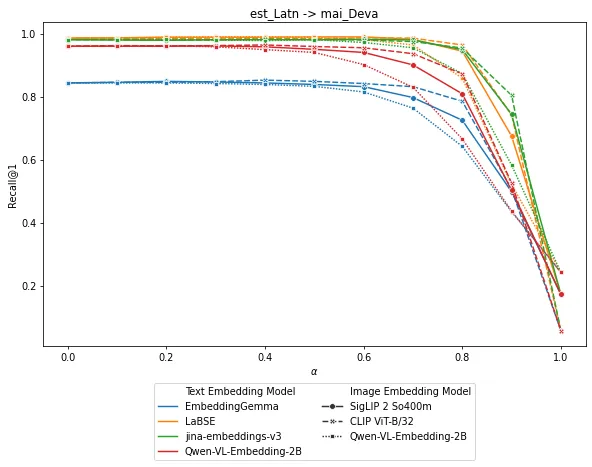 est_Latn -> mai_Deva
Recall@1
1.0
0.8
0.6
0.4
0.2
0.0 0.2 0.4 0.6 0.8 1.0
α
Text Embedding Model
EmbeddingGemma
LaBSE
jina-embeddings-v3
Qwen-VL-Embedding-2B
Image Embedding Model
SigLIP 2 So400m
CLIP ViT-B/32
Qwen-VL-Embedding-2B